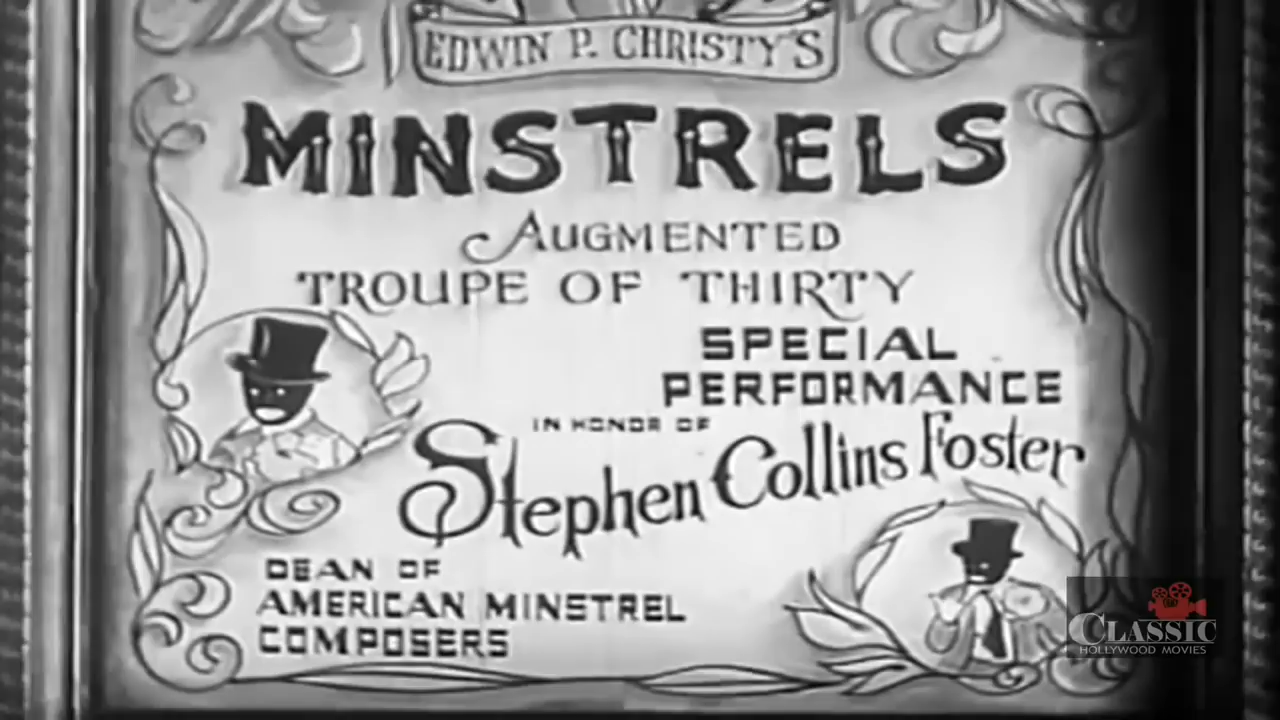 EDWIN P. CHRISTY'S
MINSTRELS
AUGMENTED
TROUPE OF THIRTY
SPECIAL
PERFORMANCE
IN HONOR OF
Stephen Collins Foster
DEAN OF
AMERICAN MINSTREL
COMPOSERS
CLASSIC
HOLLYWOOD MOVIES